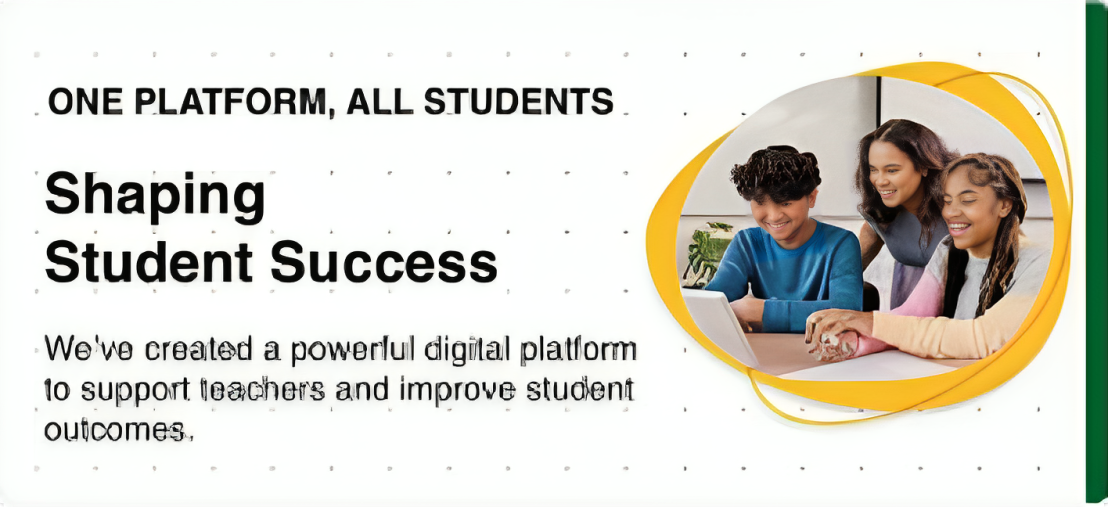 ONE PLATFORM, ALL STUDENTS
Shaping
Student Success
We've created a powerful digital platform
to support teachers and improve student
outcomes.